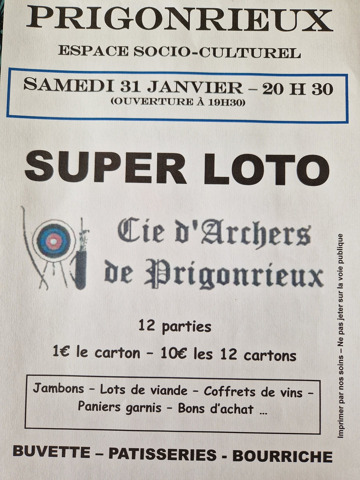 PRIGONRIEUX
ESPACE SOCIO-CULTUREL
SAMEDI 31 JANVIER – 20 H 30
(OUVERTURE À 19H30)
SUPER LOTO
Cie d'Archers
de Prigonrieux
12 parties
1€ le carton – 10€ les 12 cartons
Jambons – Lots de viande – Coffrets de vins –
Paniers garnis – Bons d'achat ...
BUVETTE – PATISSERIES - BOURRICHE
Imprimer par nos soins – Ne pas jeter sur la voie publique